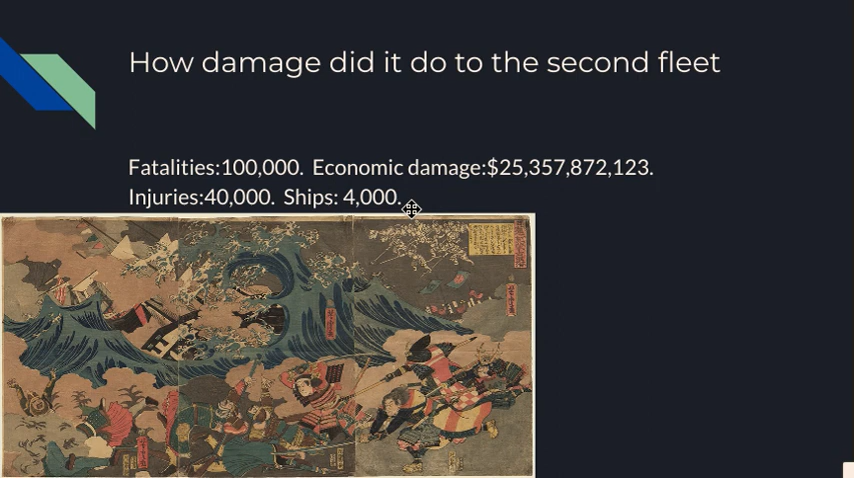 How damage did it do to the second fleet
Fatalities:100,000.  Economic damage:$25,357,872,123.
Injuries:40,000.  Ships: 4,000.